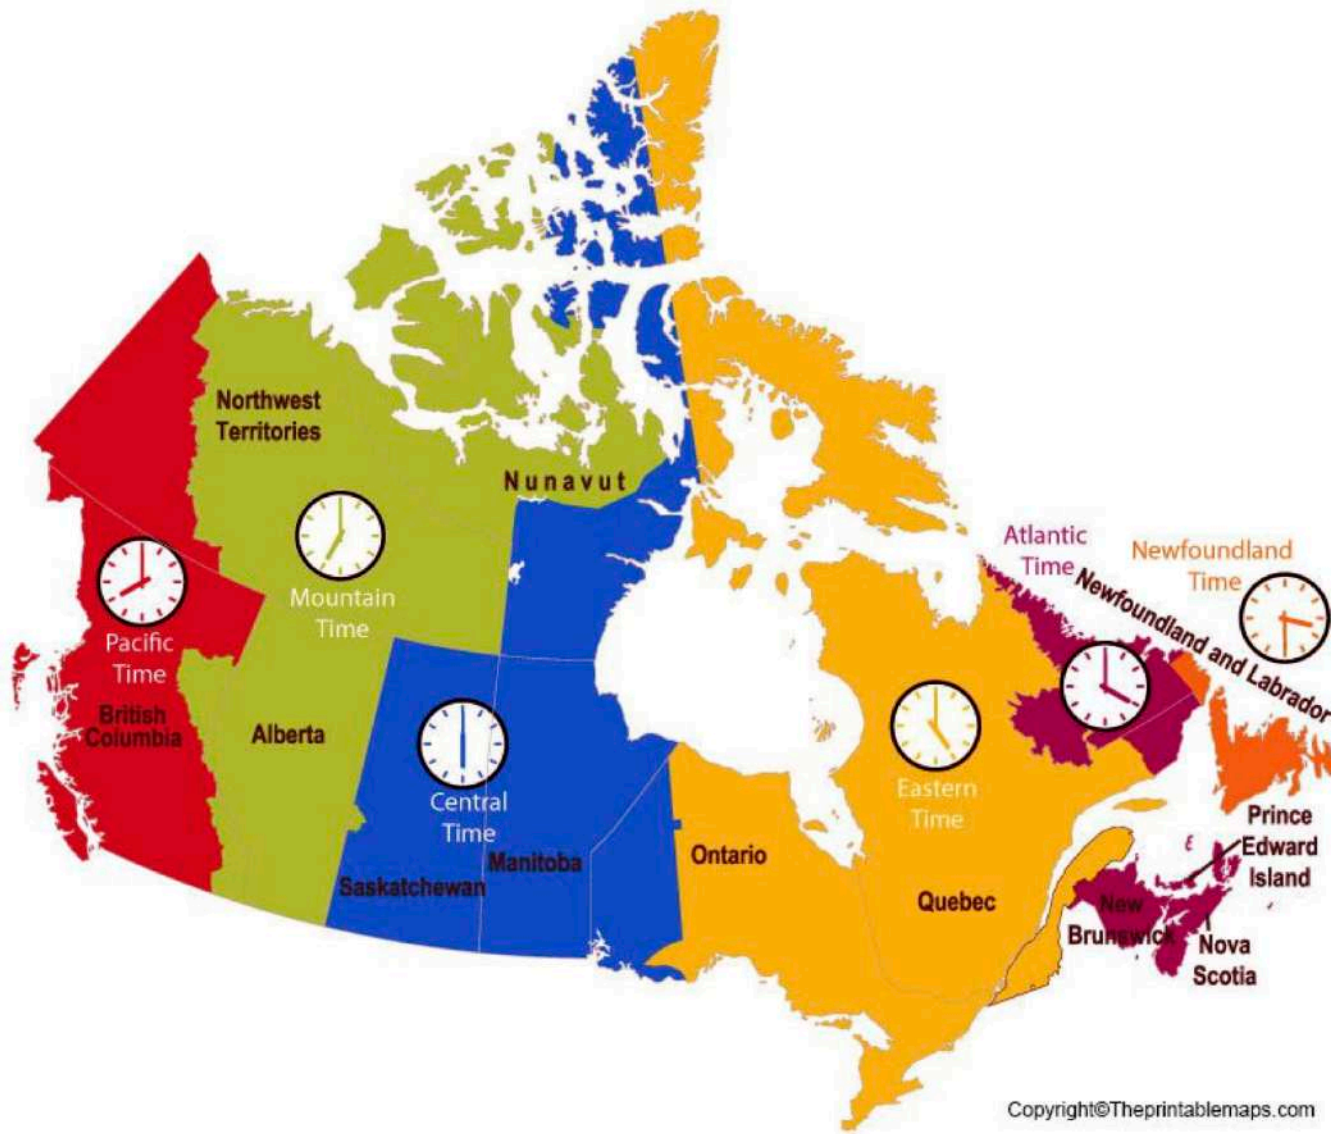 Northwest
Territories
Nunavut
Atlantic
Time
Newfoundland
Time
Newfoundland and Labrador
Mountain
Time
Pacific
Time
British
Columbia
Alberta
Central
Time
Eastern
Time
Saskatchewan
Manitoba
Ontario
Quebec
Prince
Edward
Island
New
Brunswick
Nova
Scotia
Copyright©Theprintablemaps.com